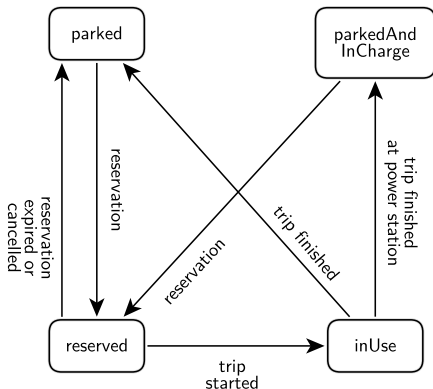 parked
parkedAnd
InCharge
reservation
expired or
cancelled
reservation
reservation
trip finished
trip finished
at power station
reserved
trip
started
inUse